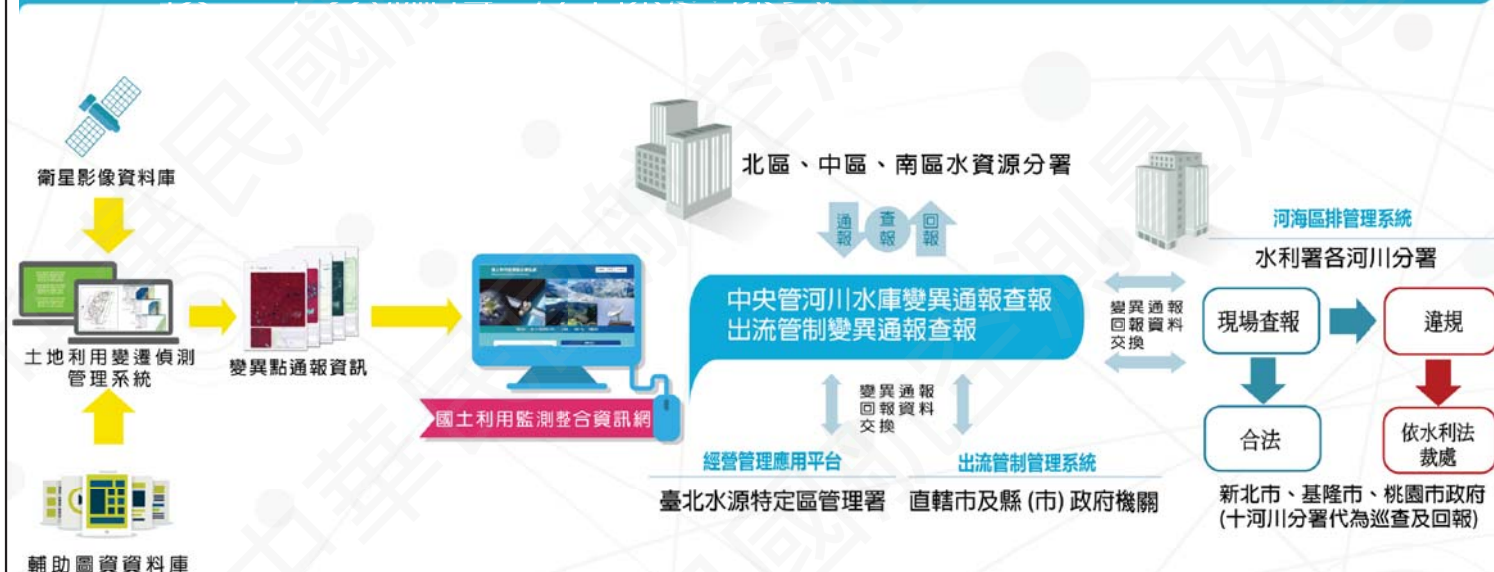 衛星影像資料庫
土地利用變遷偵測
管理系統
輔助圖資資料庫
變異點通報資訊
國土利用監測整合資訊網
北區、中區、南區水資源分署
通報
查報
回報
中央管河川水庫變異通報查報
出流管制變異通報查報
變異通報
回報資料
交換
經營管理應用平台
臺北水源特定區管理署
出流管制管理系統
直轄市及縣(市)政府機關
變異通報
回報資料
交換
河海區排管理系統
水利署各河川分署
現場查報
違規
合法
依水利法
裁處
新北市、基隆市、桃園市政府
(十河川分署代為巡查及回報)